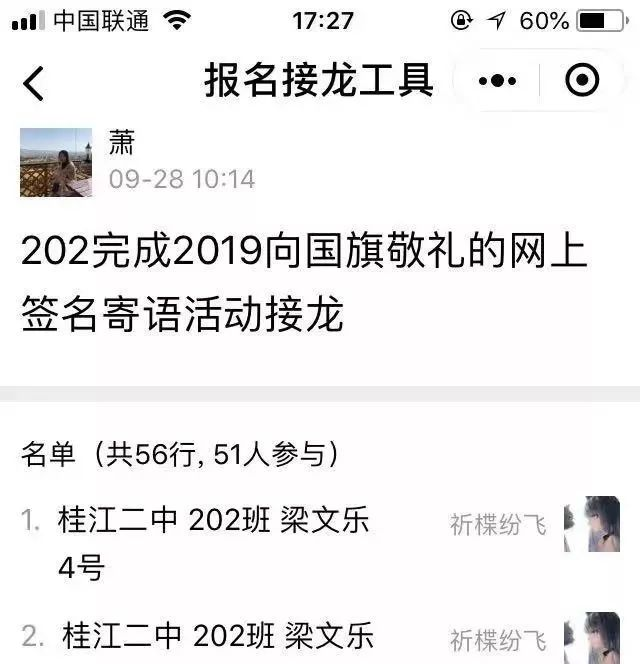 中国联通 17:27 60%
报名接龙工具
萧
09-28 10:14
202完成2019向国旗敬礼的网上
签名寄语活动接龙
名单（共56行, 51人参与）
1. 桂江二中 202班 梁文乐 祈楪纷飞
4号
2. 桂江二中 202班 梁文乐 祈楪纷飞